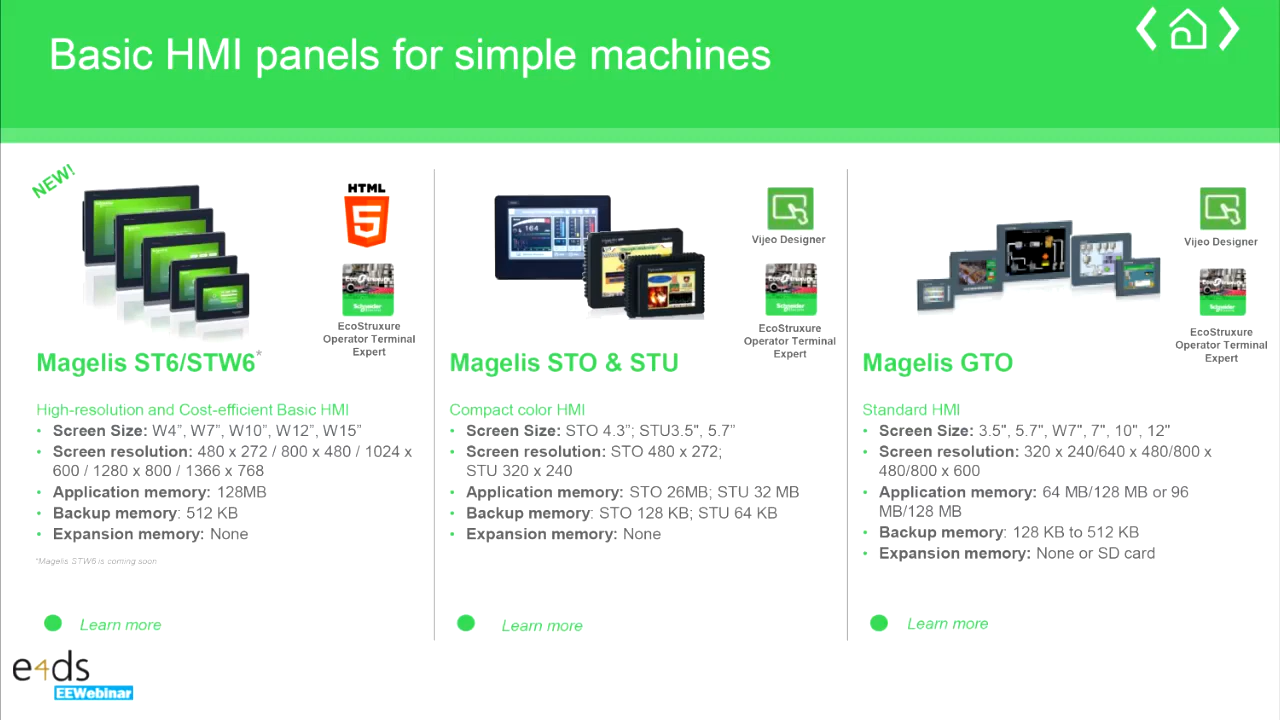 Basic HMI panels for simple machines
NEW!
HTML
5
EcoStruxure
Operator Terminal
Expert
Magelis ST6/STW6*
High-resolution and Cost-efficient Basic HMI
• Screen Size: W4”, W7”, W10”, W12”, W15”
• Screen resolution: 480 x 272 / 800 x 480 / 1024 x
600 / 1280 x 800 / 1366 x 768
• Application memory: 128MB
• Backup memory: 512 KB
• Expansion memory: None
*Magelis STW6 is coming soon
Learn more
Vijeo Designer
EcoStruxure
Operator Terminal
Expert
Magelis STO & STU
Compact color HMI
• Screen Size: STO 4.3”; STU3.5", 5.7”
• Screen resolution: STO 480 x 272;
STU 320 x 240
• Application memory: STO 26MB; STU 32 MB
• Backup memory: STO 128 KB; STU 64 KB
• Expansion memory: None
Learn more
Vijeo Designer
EcoStruxure
Operator Terminal
Expert
Magelis GTO
Standard HMI
• Screen Size: 3.5", 5.7", W7", 7", 10", 12"
• Screen resolution: 320 x 240/640 x 480/800 x
480/800 x 600
• Application memory: 64 MB/128 MB or 96
MB/128 MB
• Backup memory: 128 KB to 512 KB
• Expansion memory: None or SD card
Learn more
e4ds
EEWebinar